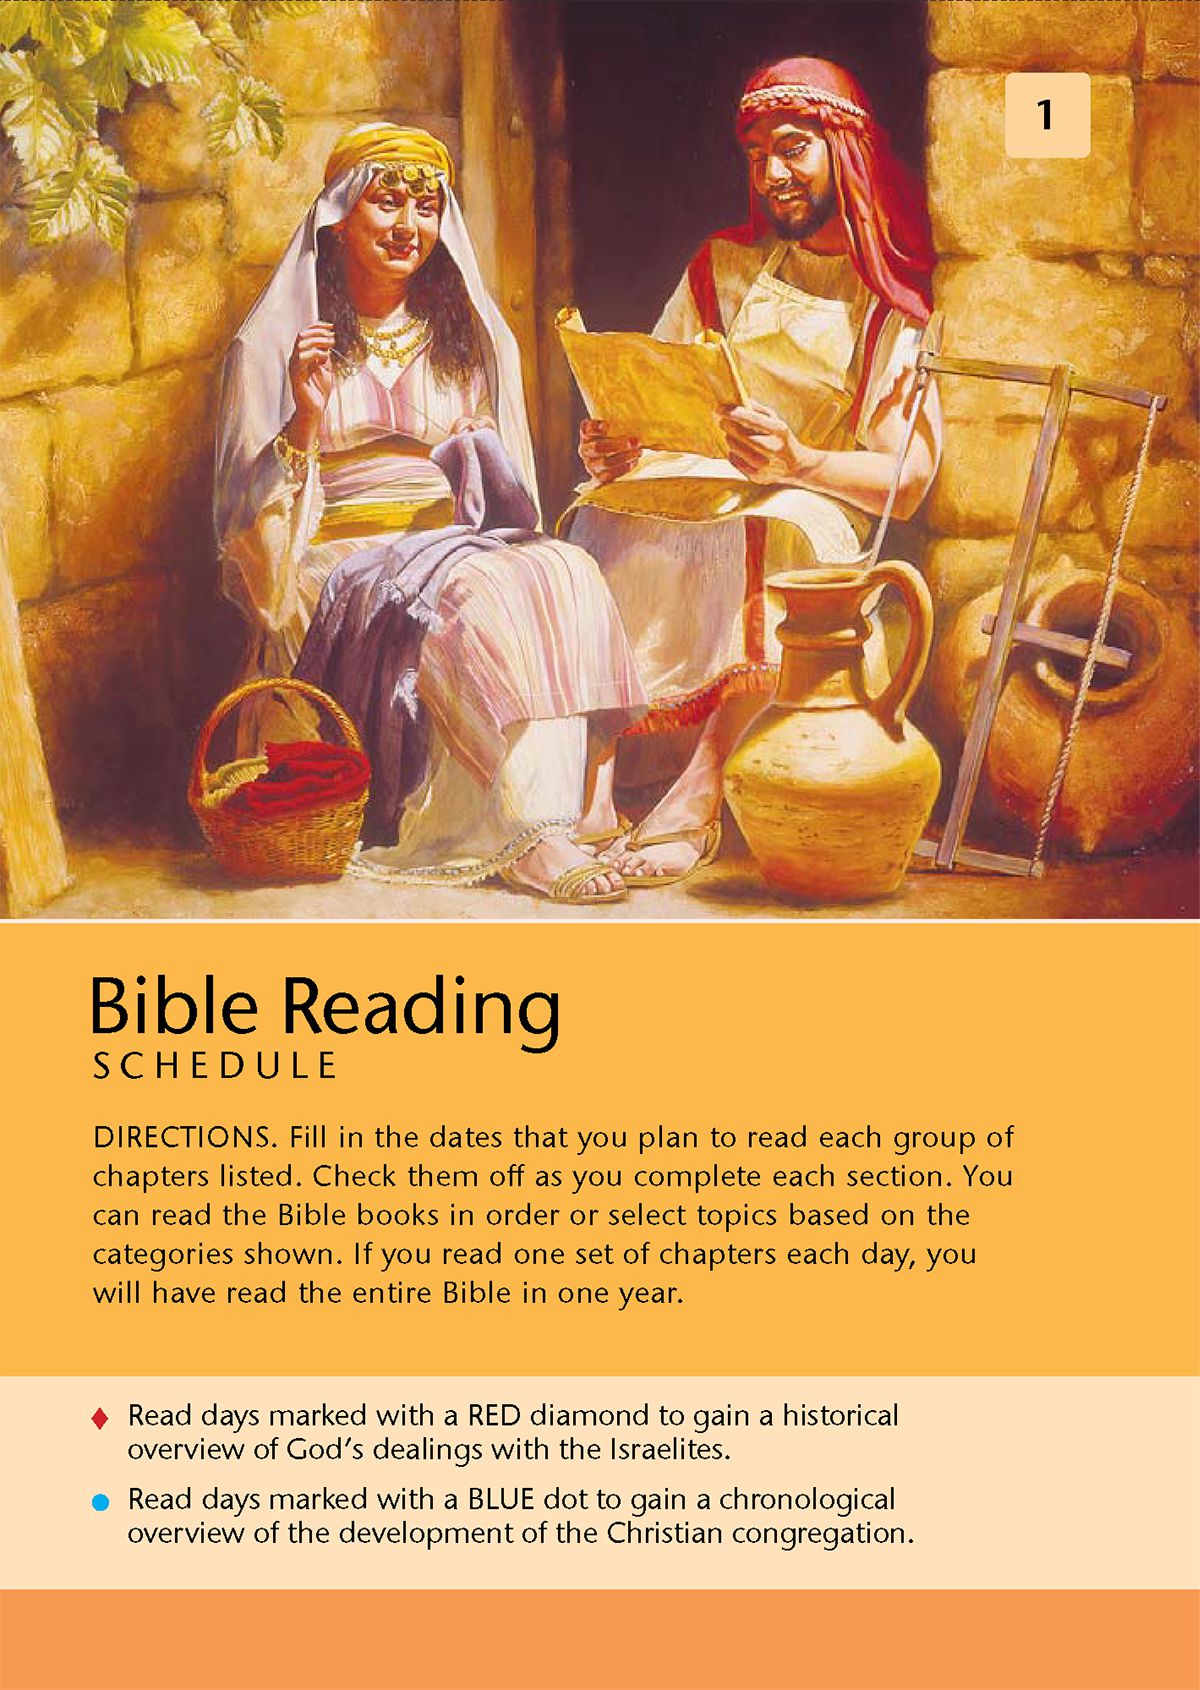 1
Bible Reading
SCHEDULE
DIRECTIONS. Fill in the dates that you plan to read each group of
chapters listed. Check them off as you complete each section. You
can read the Bible books in order or select topics based on the
categories shown. If you read one set of chapters each day, you
will have read the entire Bible in one year.
Read days marked with a RED diamond to gain a historical
overview of God’s dealings with the Israelites.
Read days marked with a BLUE dot to gain a chronological
overview of the development of the Christian congregation.